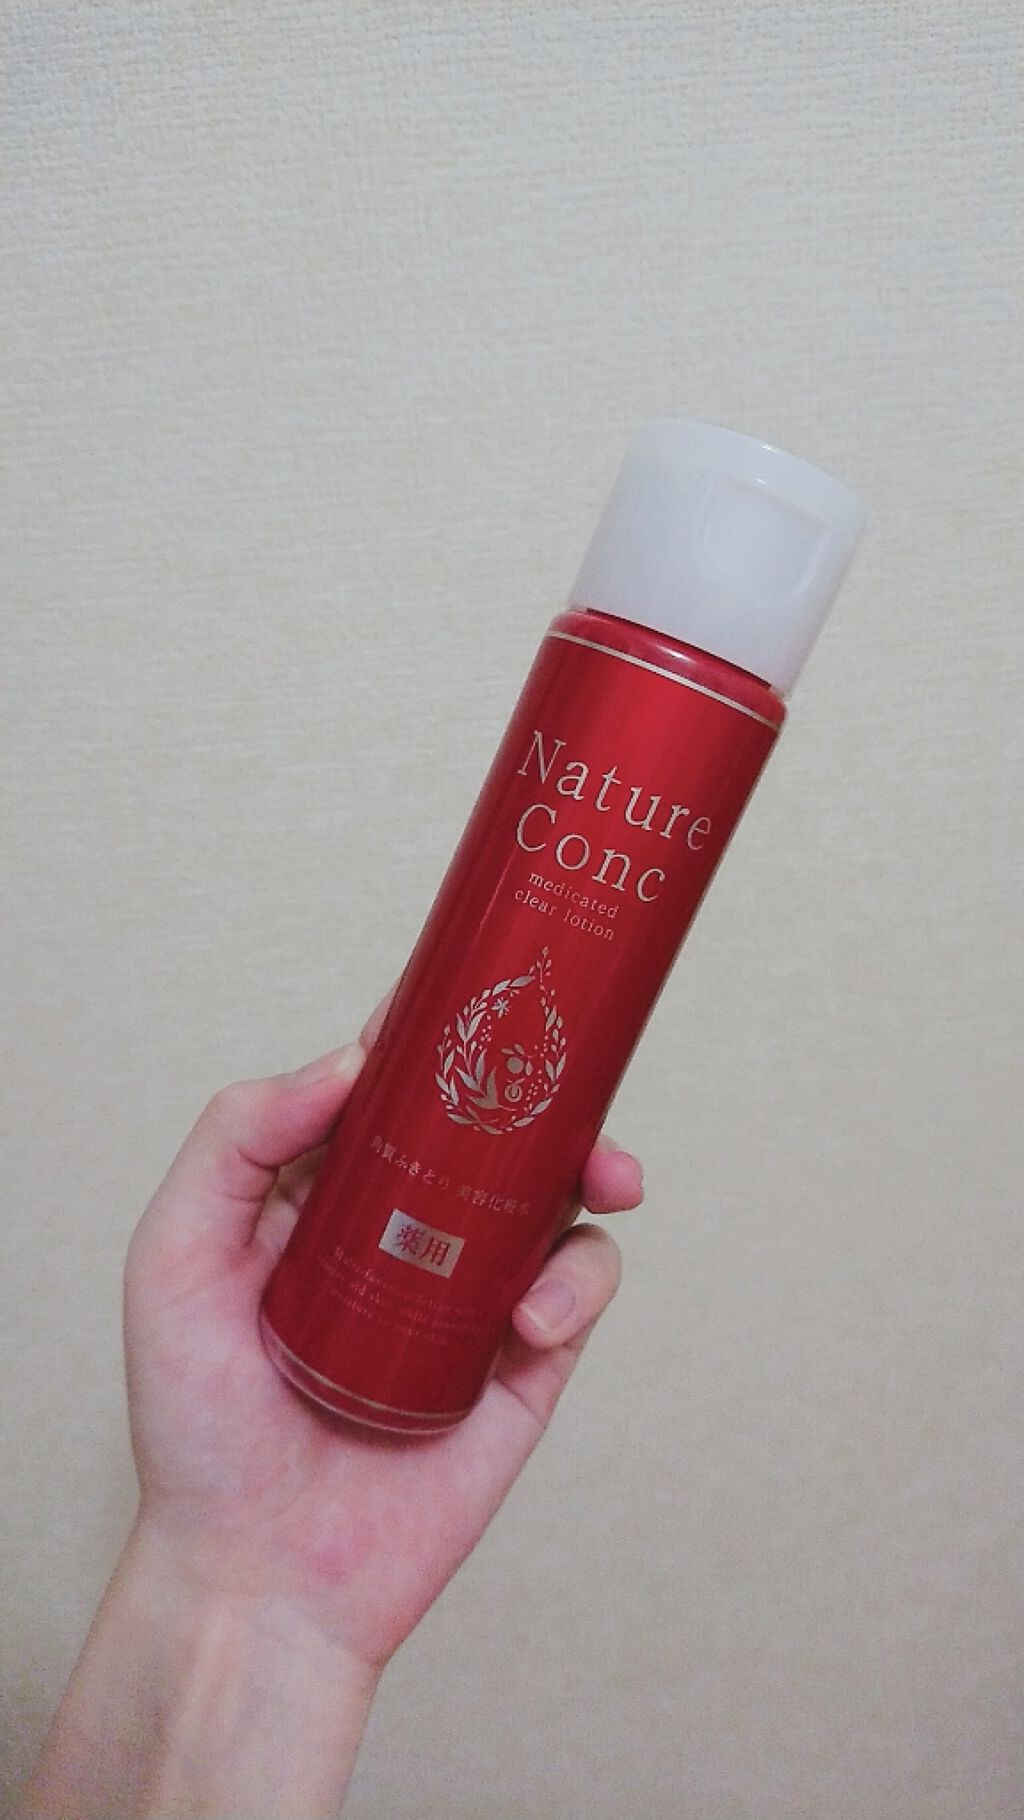 Nature
Conc
medicated
clear lotion
角質ふきとり 美容化粧水
薬用